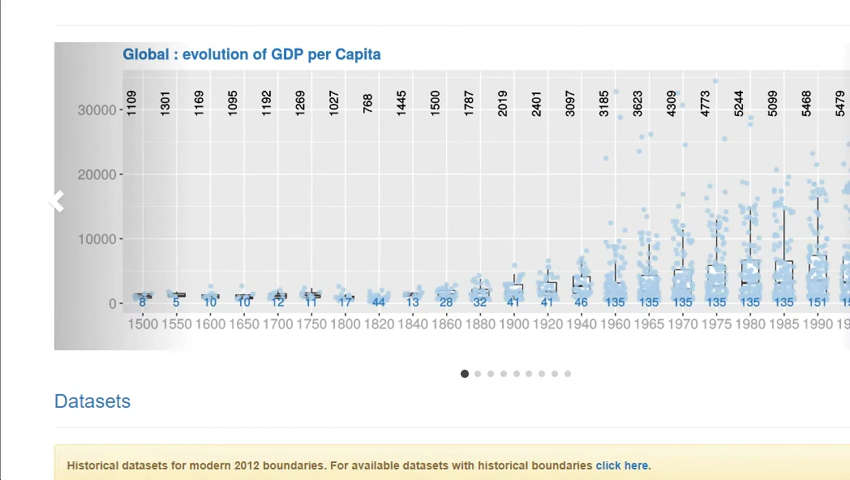 Global : evolution of GDP per Capita
1109 1301 1169 1095 1192 1269 1027 768 1445 1500 1787 2019 2401 3097 3185 3623 4309 4773 5244 5099 5468 5479
30000
20000
10000
0
8 5 10 10 12 11 17 44 13 28 32 41 41 46 135 135 135 135 135 135 151
1500 1550 1600 1650 1700 1750 1800 1820 1840 1860 1880 1900 1920 1940 1960 1965 1970 1975 1980 1985 1990
Datasets
Historical datasets for modern 2012 boundaries. For available datasets with historical boundaries click here.